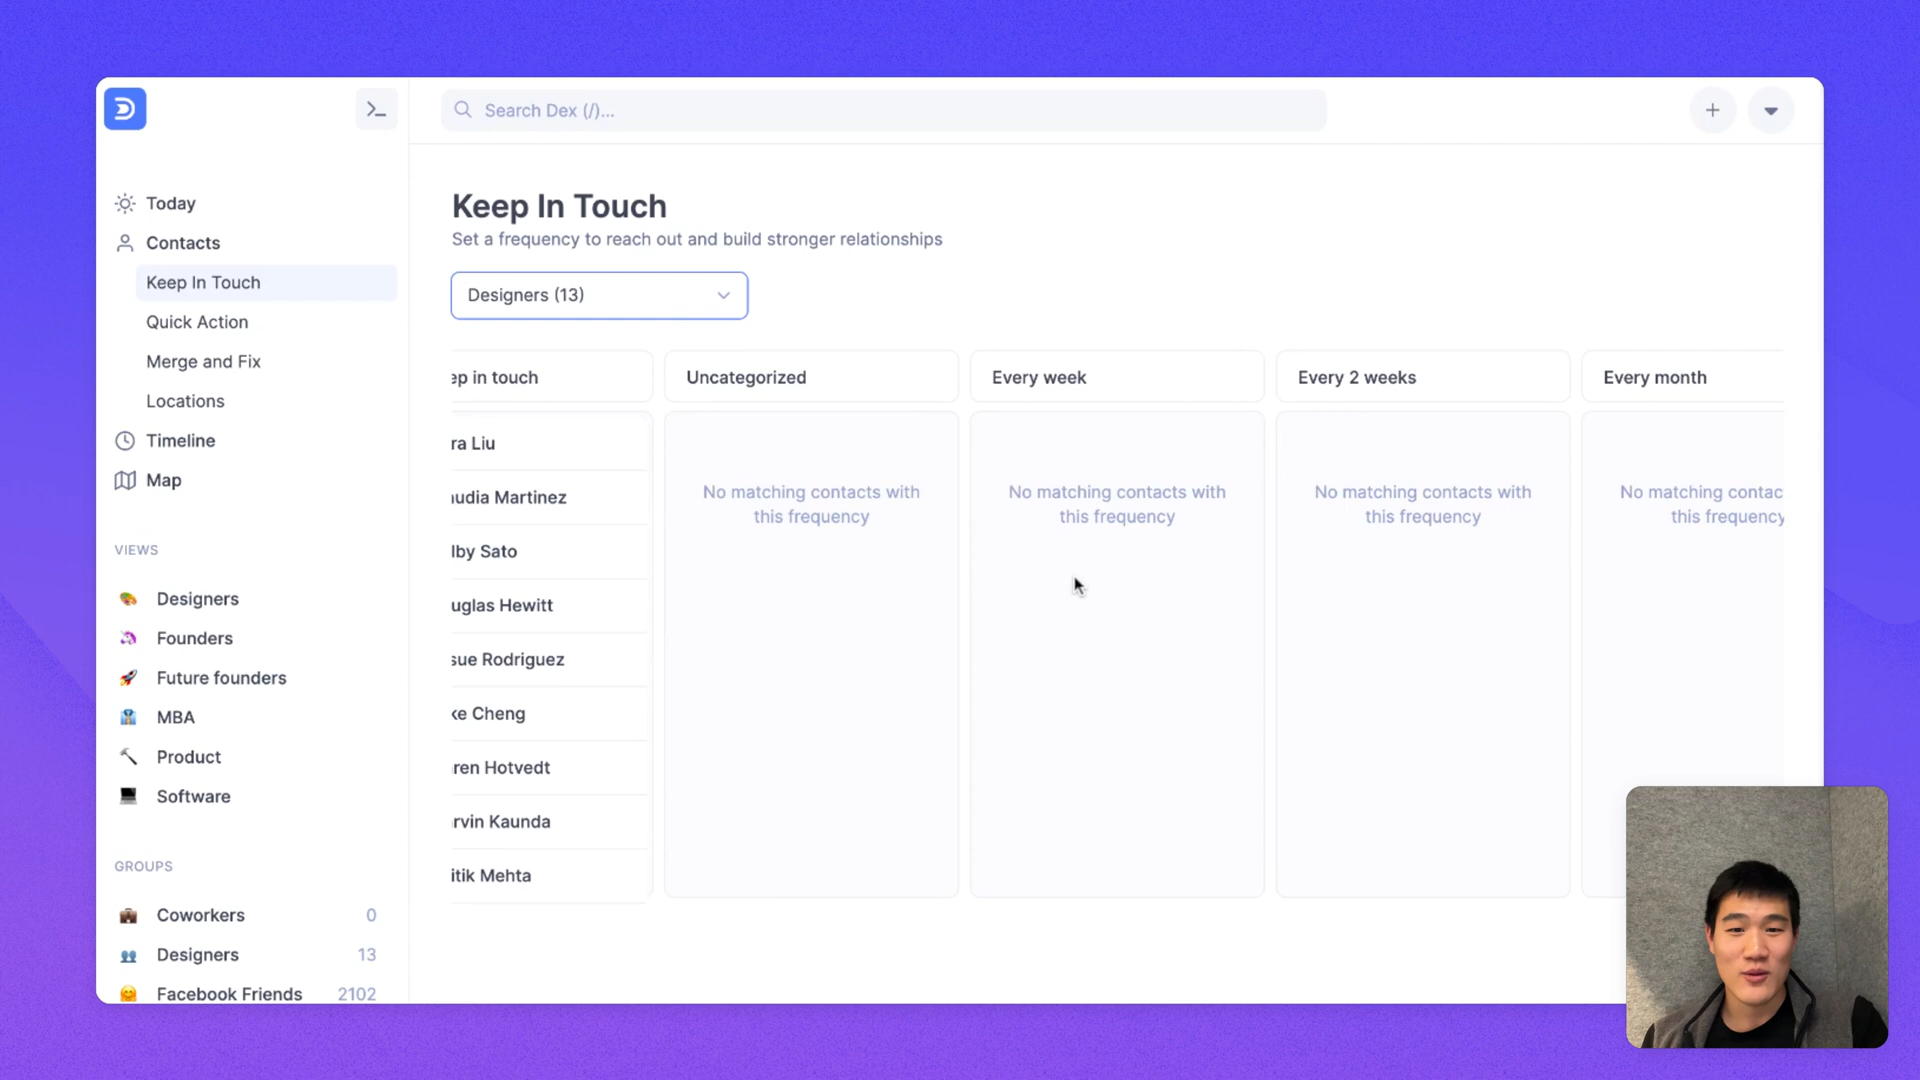 Search Dex (/)...
Today
Contacts
Keep In Touch
Quick Action
Merge and Fix
Locations
Timeline
Map
VIEWS
Designers
Founders
Future founders
MBA
Product
Software
GROUPS
Coworkers 0
Designers 13
Facebook Friends 2102
Keep In Touch
Set a frequency to reach out and build stronger relationships
Designers (13)
ep in touch
ra Liu
udia Martinez
lby Sato
uglas Hewitt
sue Rodriguez
ke Cheng
ren Hotvedt
rvin Kaunda
itik Mehta
Uncategorized
No matching contacts with
this frequency
Every week
No matching contacts with
this frequency
Every 2 weeks
No matching contacts with
this frequency
Every month
No matching contac
this frequency